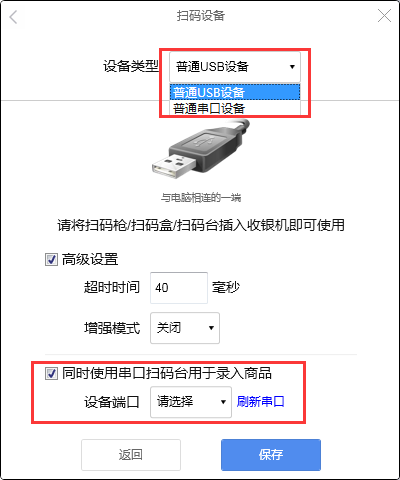 扫码设备
设备类型 普通USB设备
普通USB设备
普通串口设备
与电脑相连的一端
请将扫码枪/扫码盒/扫码台插入收银机即可使用
高级设置
超时时间 40 毫秒
增强模式 关闭
同时使用串口扫码台用于录入商品
设备端口 请选择 刷新串口
返回 保存